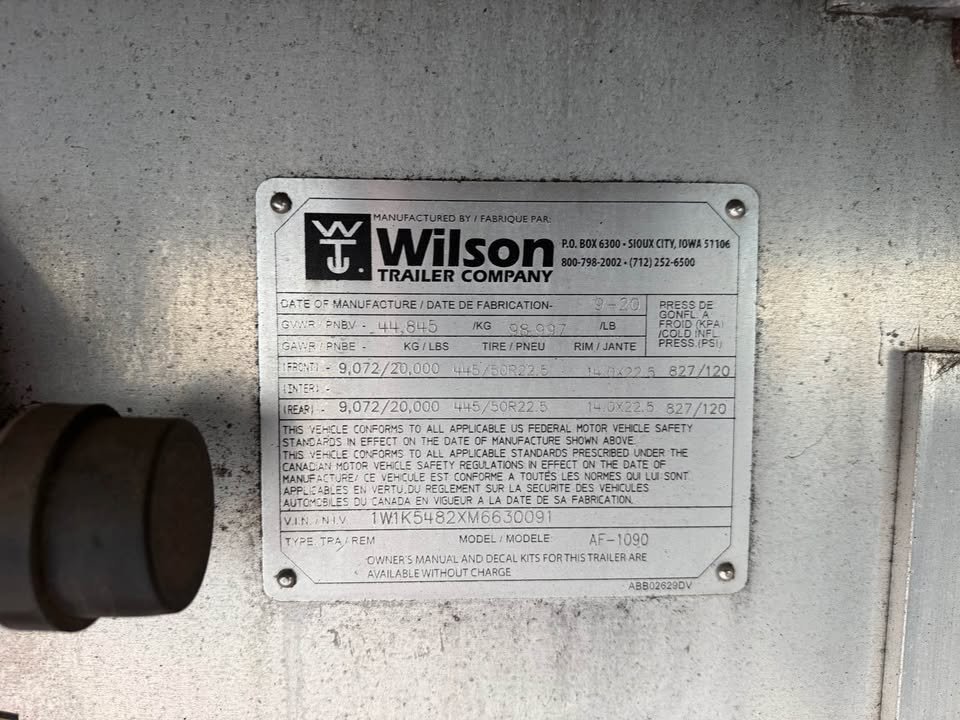 MANUFACTURED BY / FABRIQUE PAR:
Wilson
TRAILER COMPANY
P.O. BOX 6300 • SIOUX CITY, IOWA 51106
800-798-2002 • (712) 252-6500
DATE OF MANUFACTURE / DATE DE FABRICATION- 9-20
GVWR / PNBV - 44,845 /KG 98,997 /LB
PRESS DE
GONFL. A
FROID (KPA)
/COLD INFL.
PRESS.(PSI)
GAWR / PNBE - KG / LBS TIRE / PNEU RIM / JANTE
(FRONT) - 9,072/20,000 445/50R22.5 14.0X22.5 827/120
(INTER) -
(REAR) - 9,072/20,000 445/50R22.5 14.0X22.5 827/120
THIS VEHICLE CONFORMS TO ALL APPLICABLE US FEDERAL MOTOR VEHICLE SAFETY
STANDARDS IN EFFECT ON THE DATE OF MANUFACTURE SHOWN ABOVE.
THIS VEHICLE CONFORMS TO ALL APPLICABLE STANDARDS PRESCRIBED UNDER THE
CANADIAN MOTOR VEHICLE SAFETY REGULATIONS IN EFFECT ON THE DATE OF
MANUFACTURE/ CE VEHICULE EST CONFORME A TOUTES LES NORMES QUI LUI SONT
APPLICABLES EN VERTU DU REGLEMENT SUR LA SECURITE DES VEHICULES
AUTOMOBILES DU CANADA EN VIGUEUR A LA DATE DE SA FABRICATION.
V.I.N. / N.I.V. 1W1K5482XM6630091
TYPE: TRA / REM MODEL / MODELE: AF-1090
OWNER'S MANUAL AND DECAL KITS FOR THIS TRAILER ARE
AVAILABLE WITHOUT CHARGE
ABB02629DV